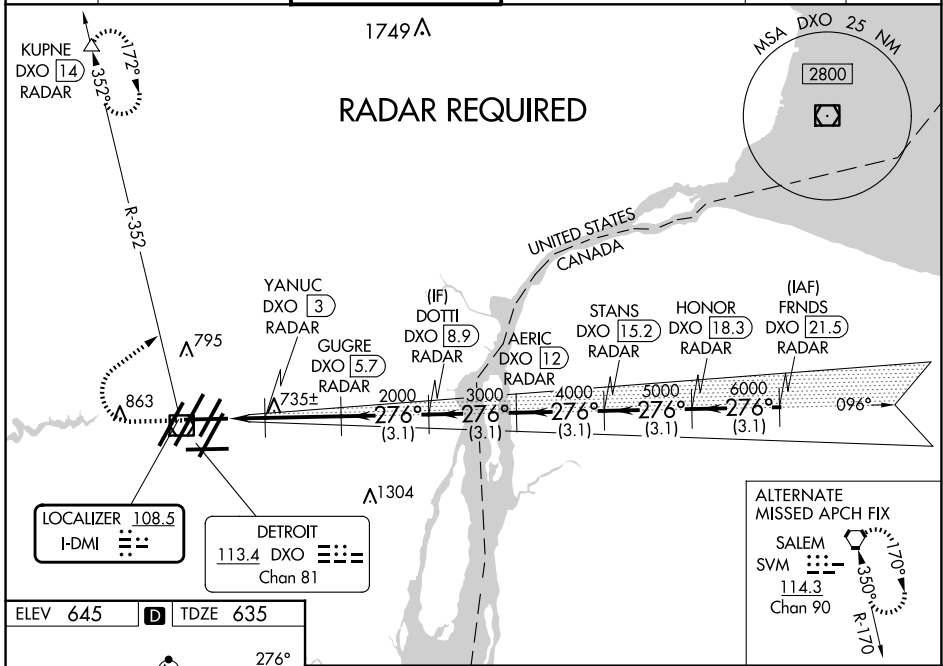 1749
MSA DXO 25 NM
2800
KUPNE
DXO 14
RADAR
172°
352°
R-352
RADAR REQUIRED
UNITED STATES
CANADA
YANUC
DXO 3
RADAR
GUGRE
DXO 5.7
RADAR
(IF)
DOTTI
DXO 8.9
RADAR
AERIC
DXO 12
RADAR
STANS
DXO 15.2
RADAR
HONOR
DXO 18.3
RADAR
(IAF)
FRNDS
DXO 21.5
RADAR
795
863
735±
2000
3000
4000
5000
6000
276°
276°
276°
276°
276°
096°
(3.1)
(3.1)
(3.1)
(3.1)
(3.1)
1304
LOCALIZER 108.5
I-DMI
DETROIT
113.4 DXO
Chan 81
ALTERNATE
MISSED APCH FIX
SALEM
SVM
114.3
Chan 90
170°
350°
R-170
ELEV 645 D TDZE 635
276°